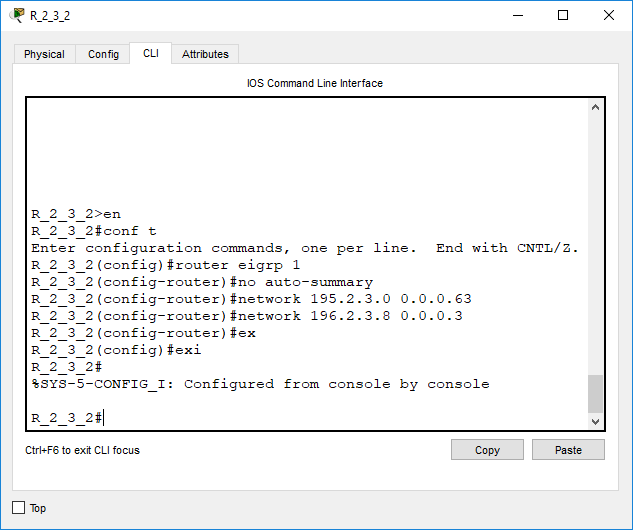 R_2_3_2
Physical Config CLI Attributes
IOS Command Line Interface
R_2_3_2>en
R_2_3_2#conf t
Enter configuration commands, one per line.  End with CNTL/Z.
R_2_3_2(config)#router eigrp 1
R_2_3_2(config-router)#no auto-summary
R_2_3_2(config-router)#network 195.2.3.0 0.0.0.63
R_2_3_2(config-router)#network 196.2.3.8 0.0.0.3
R_2_3_2(config-router)#ex
R_2_3_2(config)#exi
R_2_3_2#
%SYS-5-CONFIG_I: Configured from console by console
R_2_3_2#
Ctrl+F6 to exit CLI focus Copy Paste
Top